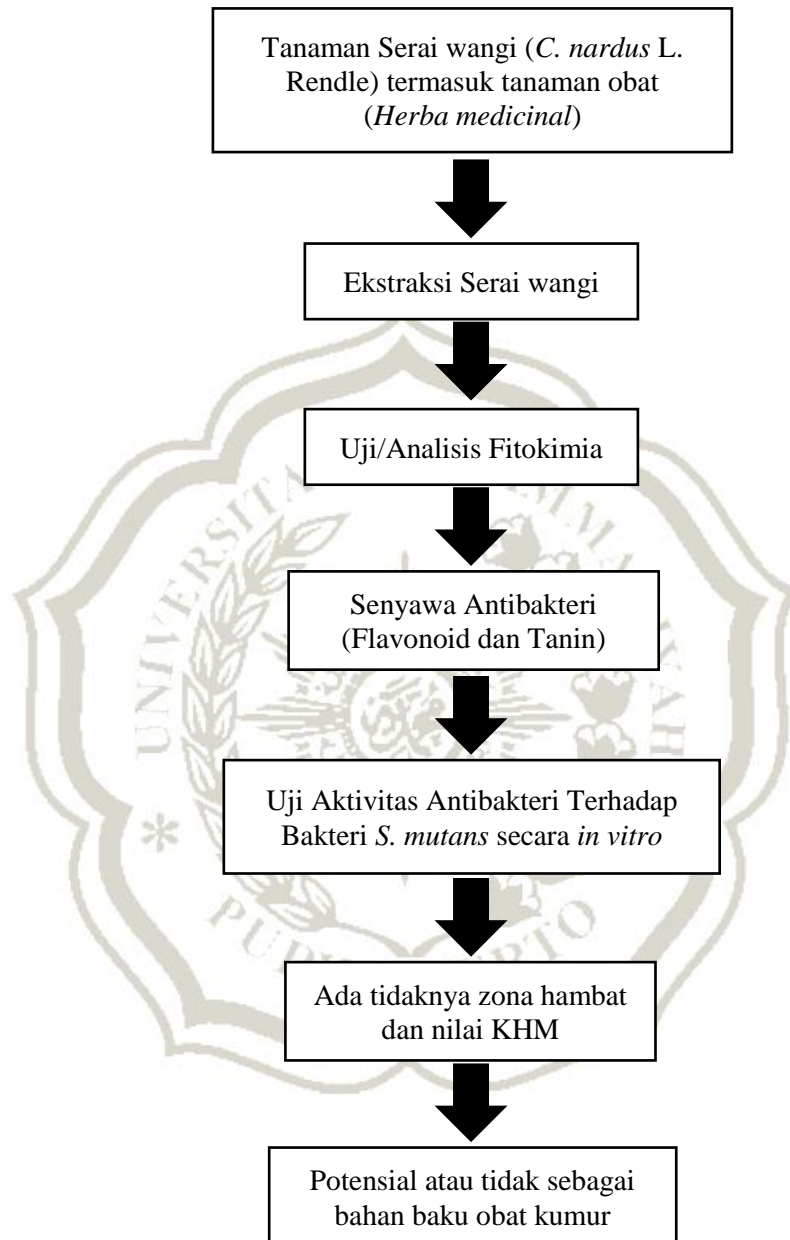 Tanaman Serai wangi (C. nardus L.
Rendle) termasuk tanaman obat
(Herba medicinal)
Ekstraksi Serai wangi
Uji/Analisis Fitokimia
Senyawa Antibakteri
(Flavonoid dan Tanin)
Uji Aktivitas Antibakteri Terhadap
Bakteri S. mutans secara in vitro
Ada tidaknya zona hambat
dan nilai KHM
Potensial atau tidak sebagai
bahan baku obat kumur